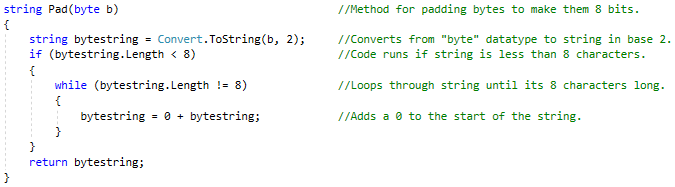 string Pad(byte b)                                   //Method for padding bytes to make them 8 bits.
{
    string bytestring = Convert.ToString(b, 2);      //Converts from "byte" datatype to string in base 2.
    if (bytestring.Length < 8)                       //Code runs if string is less than 8 characters.
    {
        while (bytestring.Length != 8)               //Loops through string until its 8 characters long.
        {
            bytestring = 0 + bytestring;             //Adds a 0 to the start of the string.
        }
    }
    return bytestring;
}